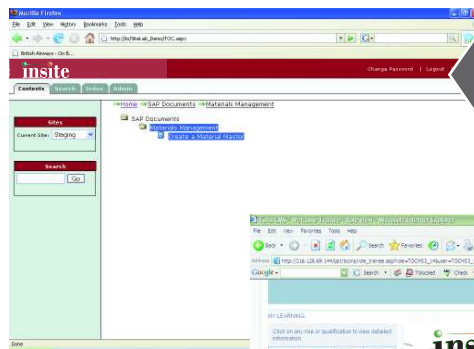 Mozilla Firefox
File Edit View History Bookmarks Tools Help
British Airways - On B...
insite
Change Password | Logout
Contents Search Index Admin
Home SAP Documents Materials Management
SAP Documents
Materials Management
Create a Material Master
Sites
Current Site: Staging
Search
Go
File Edit View Favorites Tools Help
Back Search Favorites
Google Search Check
MY LEARNING
Click on any role or qualification to view detailed
information
ins
Done